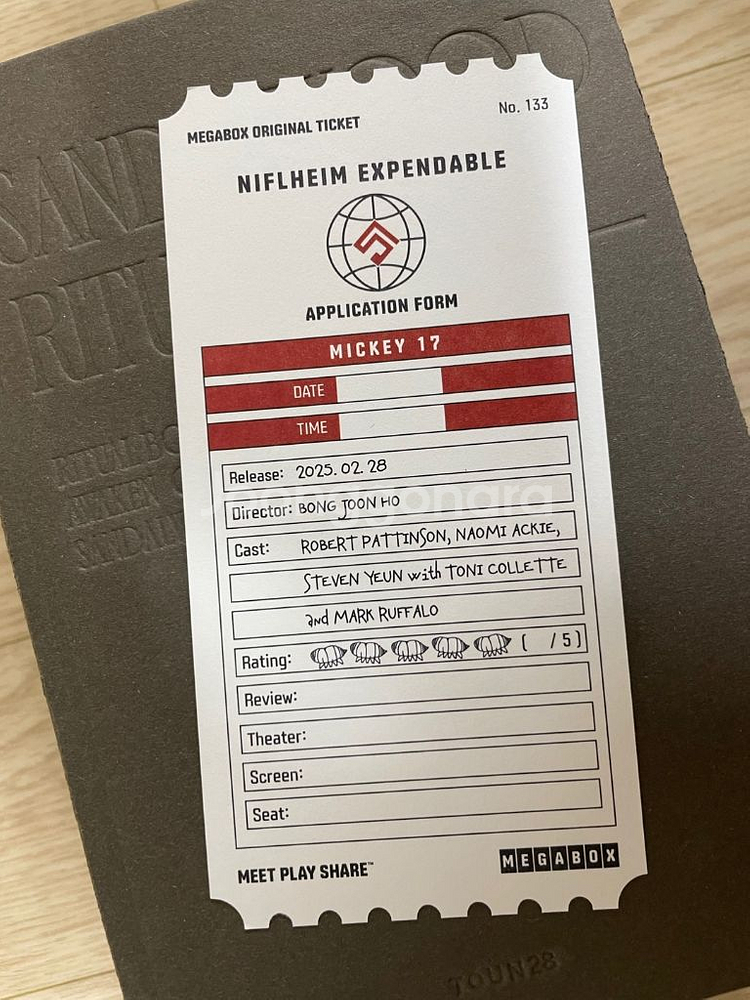 MEGABOX ORIGINAL TICKET
No. 133
NIFLHEIM EXPENDABLE
APPLICATION FORM
MICKEY 17
DATE
TIME
Release: 2025.02.28
Director: BONG JOON HO
Cast: ROBERT PATTINSON, NAOMI ACKIE,
STEVEN YEUN with TONI COLLETTE
and MARK RUFFALO
Rating: ( /5)
Review:
Theater:
Screen:
Seat:
MEET PLAY SHARE™
MEGABOX
TOUN28